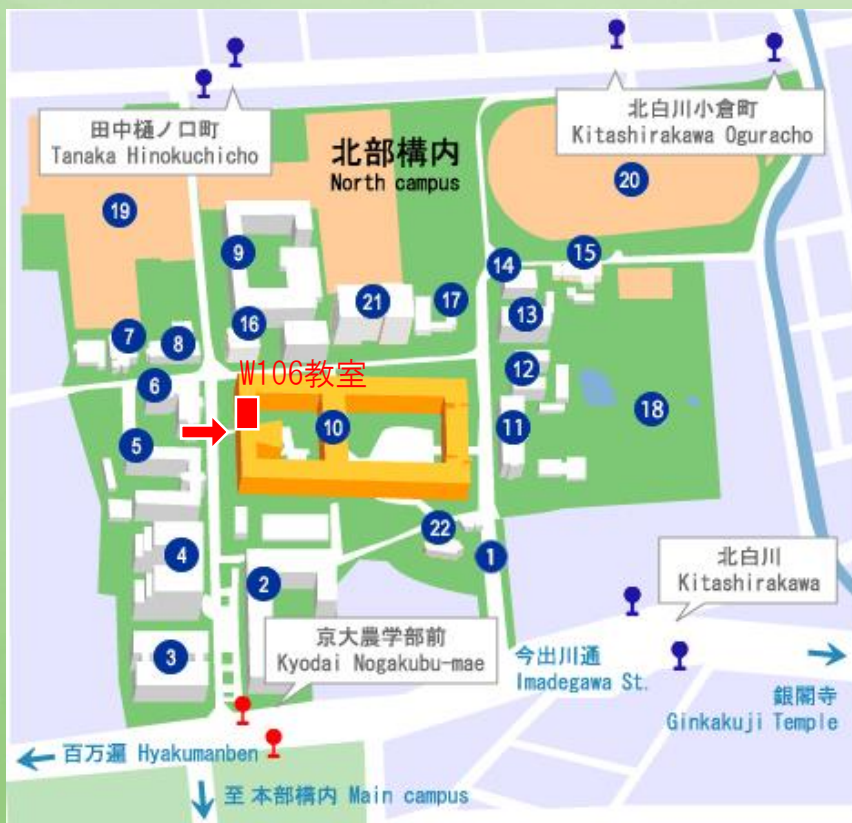 田中樋ノ口町
Tanaka Hinokuchicho
北白川小倉町
Kitashirakawa Oguracho
北部構内
North campus
20
19
9
14
15
21
17
13
16
7
8
W106教室
12
6
18
10
11
5
22
4
1
2
北白川
Kitashirakawa
京大農学部前
Kyodai Nogakubu-mae
3
今出川通
Imadegawa St.
銀閣寺
Ginkakuji Temple
百万遍 Hyakumanben
至 本部構内 Main campus